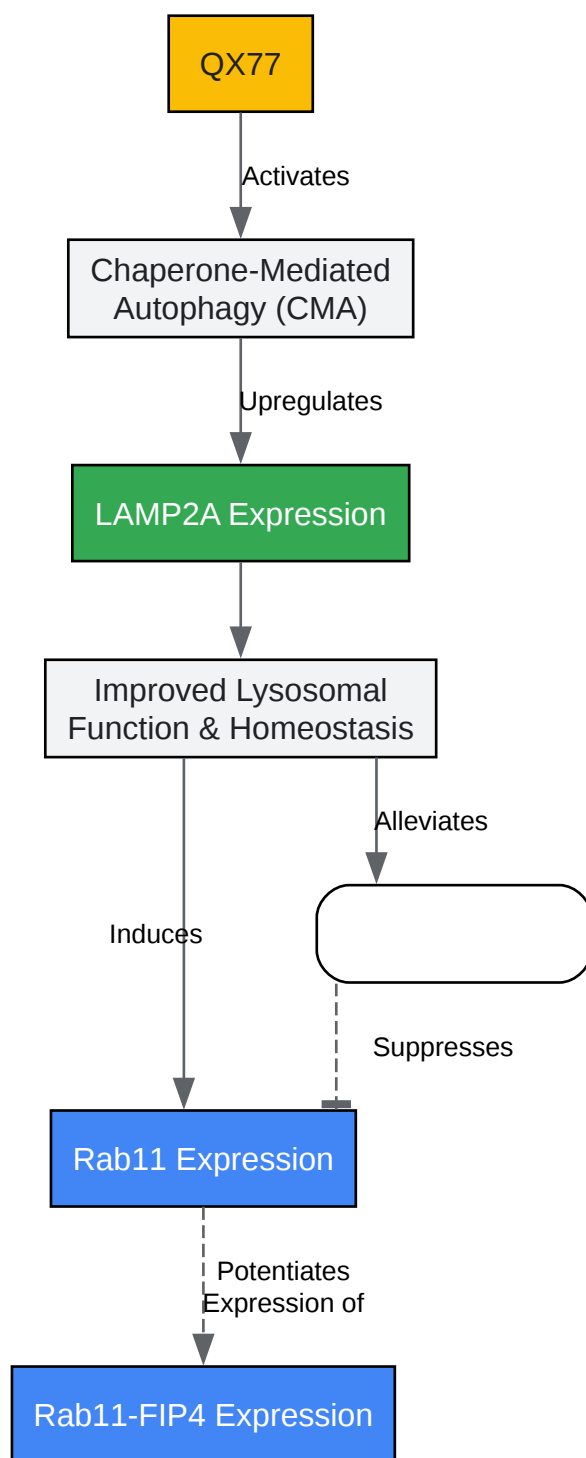 QX77
Activates
Chaperone-Mediated
Autophagy (CMA)
Upregulates
LAMP2A Expression
Improved Lysosomal
Function & Homeostasis
Alleviates
Induces
Suppresses
Rab11 Expression
Potentiates
Expression of
Rab11-FIP4 Expression